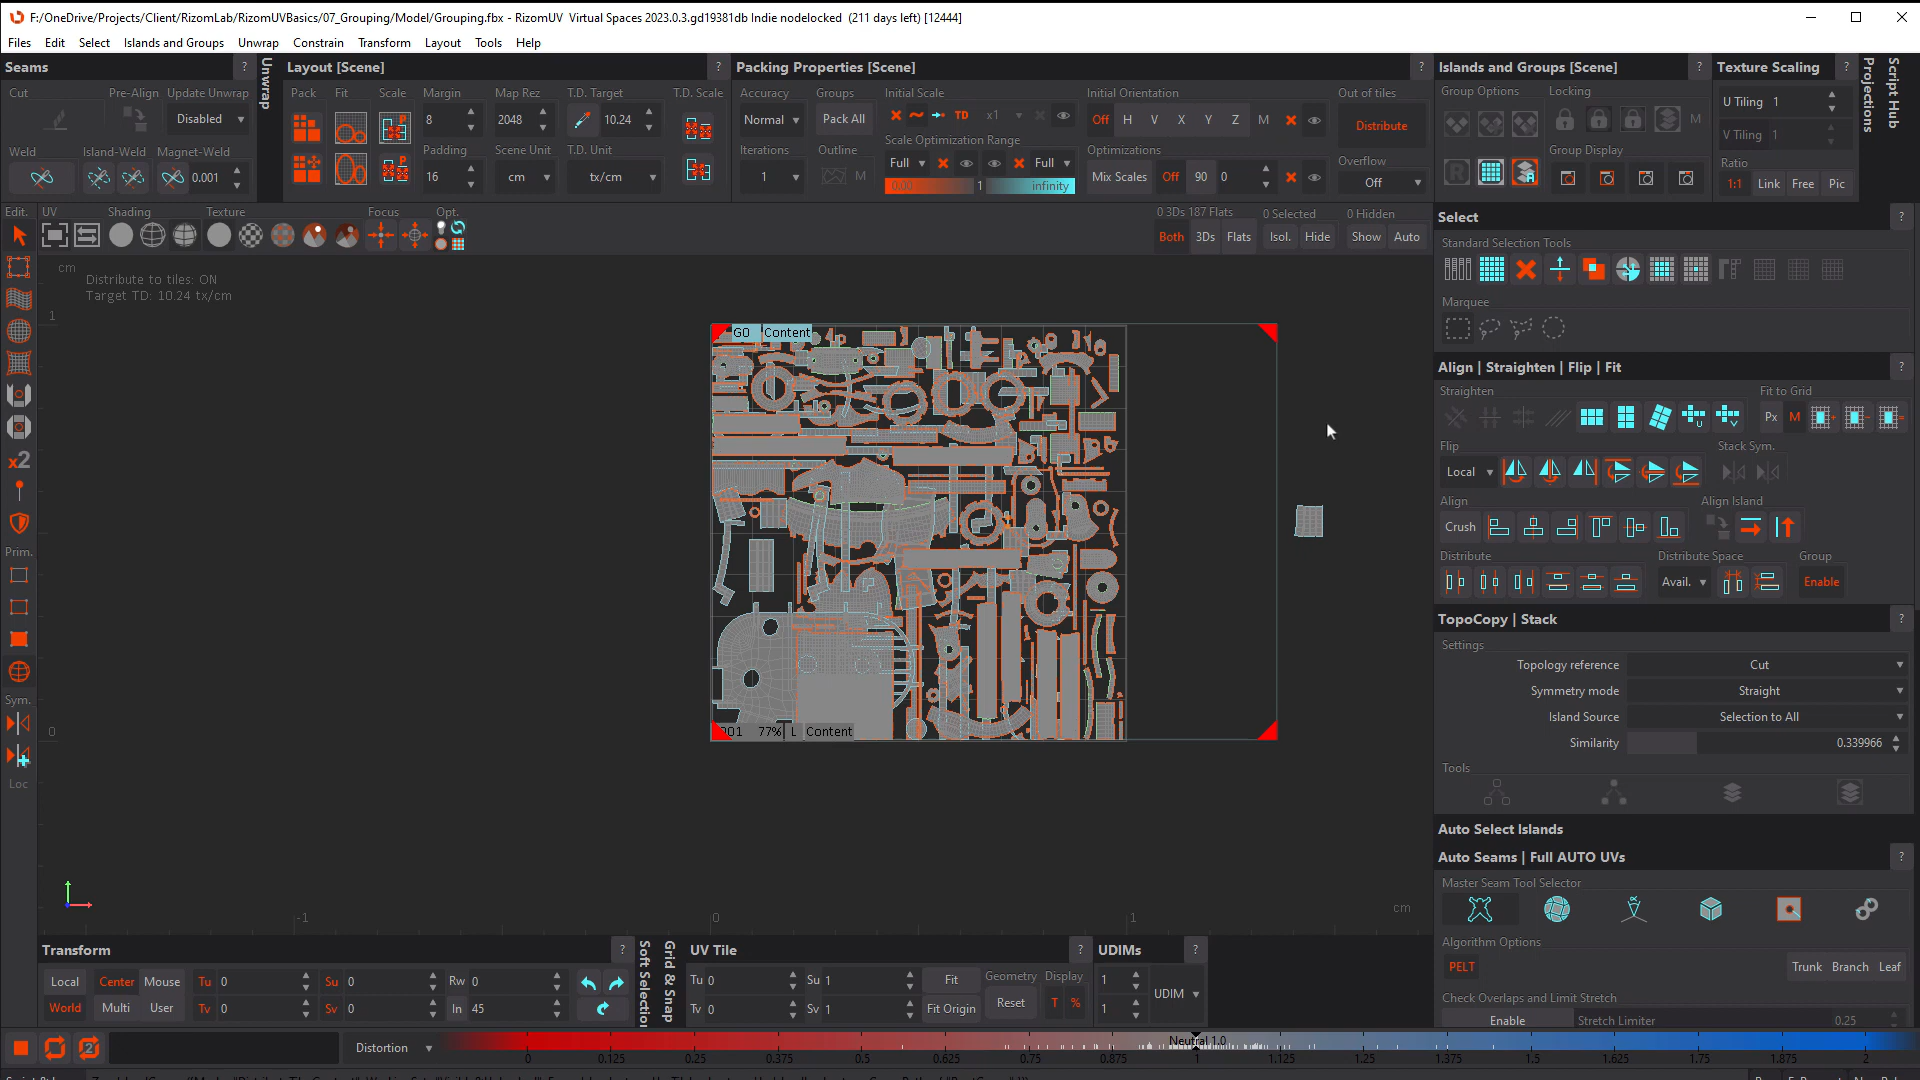 F:/OneDrive/Projects/Client/RizomLab/RizomUVBasics/07_Grouping/Model/Grouping.fbx - RizomUV Virtual Spaces 2023.0.3.gd19381db Indie nodelocked (211 days left) [12444]
Files Edit Select Islands and Groups Unwrap Constrain Transform Layout Tools Help
Seams ? Unwrap Layout [Scene] ? Packing Properties [Scene] ? Islands and Groups [Scene] ? Texture Scaling ? Projections Script Hub
Cut Pre-Align Update Unwrap Pack Fit Scale Margin Map Rez T.D. Target T.D. Scale Accuracy Groups Initial Scale Initial Orientation Out of tiles Group Options Locking
Disabled 8 2048 10.24 Normal Pack All TD x1 Off H V X Y Z M Distribute M U Tiling 1
V Tiling 1
Weld Island-Weld Magnet-Weld Padding Scene Unit T.D. Unit Iterations Outline Scale Optimization Range Optimizations Overflow Group Display Ratio
0.001 16 cm tx/cm 1 M Full Full Mix Scales Off 90 0 Off R A 1:1 Link Free Pic
0.00 1 infinity
Edit. UV Shading Texture Focus Opt. 0 3Ds 187 Flats 0 Selected 0 Hidden Select ?
Both 3Ds Flats Isol. Hide Show Auto
Standard Selection Tools
cm Distribute to tiles: ON
Target TD: 10.24 tx/cm
Marquee
1
G0 Content
Align | Straighten | Flip | Fit ?
Straighten Fit to Grid
Px M
U V
Flip Stack Sym.
x2 Local
Align Align Island
Crush
Prim. Distribute Distribute Space Group
Avail. Enable
TopoCopy | Stack ?
Settings
Topology reference Cut
Sym. Symmetry mode Straight
Island Source Selection to All
0 77% L Content
Similarity 0.339966
Tools
Loc
Auto Select Islands
Auto Seams | Full AUTO UVs ?
Master Seam Tool Selector
-1 0 1 cm
Algorithm Options
Transform ? Soft Selection Grid & Snap UV Tile ? UDIMs ?
PELT Trunk Branch Leaf
Local Center Mouse Tu 0 Su 0 Rw 0 Tu 0 Su 1 Fit Geometry Display 1
UDIM
World Multi User Tv 0 Sv 0 In 45 Tv 0 Sv 1 Fit Origin Reset T % 1
Check Overlaps and Limit Stretch
Enable Stretch Limiter 0.25
2 Distortion Neutral 1.0
0 0.125 0.25 0.375 0.5 0.625 0.75 0.875 1 1.125 1.25 1.375 1.5 1.625 1.75 1.875 2